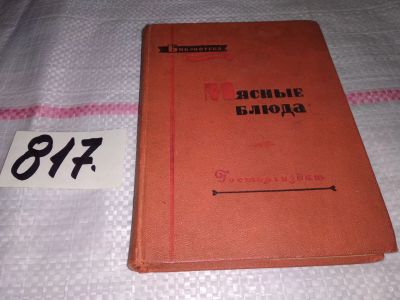 Библиотека
Мясные
блюда
Госторгиздат
817.